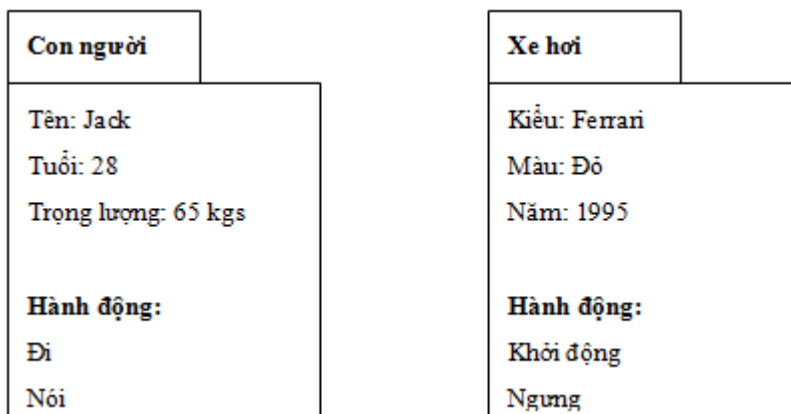 Con người
Tên: Jack
Tuổi: 28
Trọng lượng: 65 kgs
Hành động:
Đi
Nói
Xe hơi
Kiểu: Ferrari
Màu: Đỏ
Năm: 1995
Hành động:
Khởi động
Ngưng